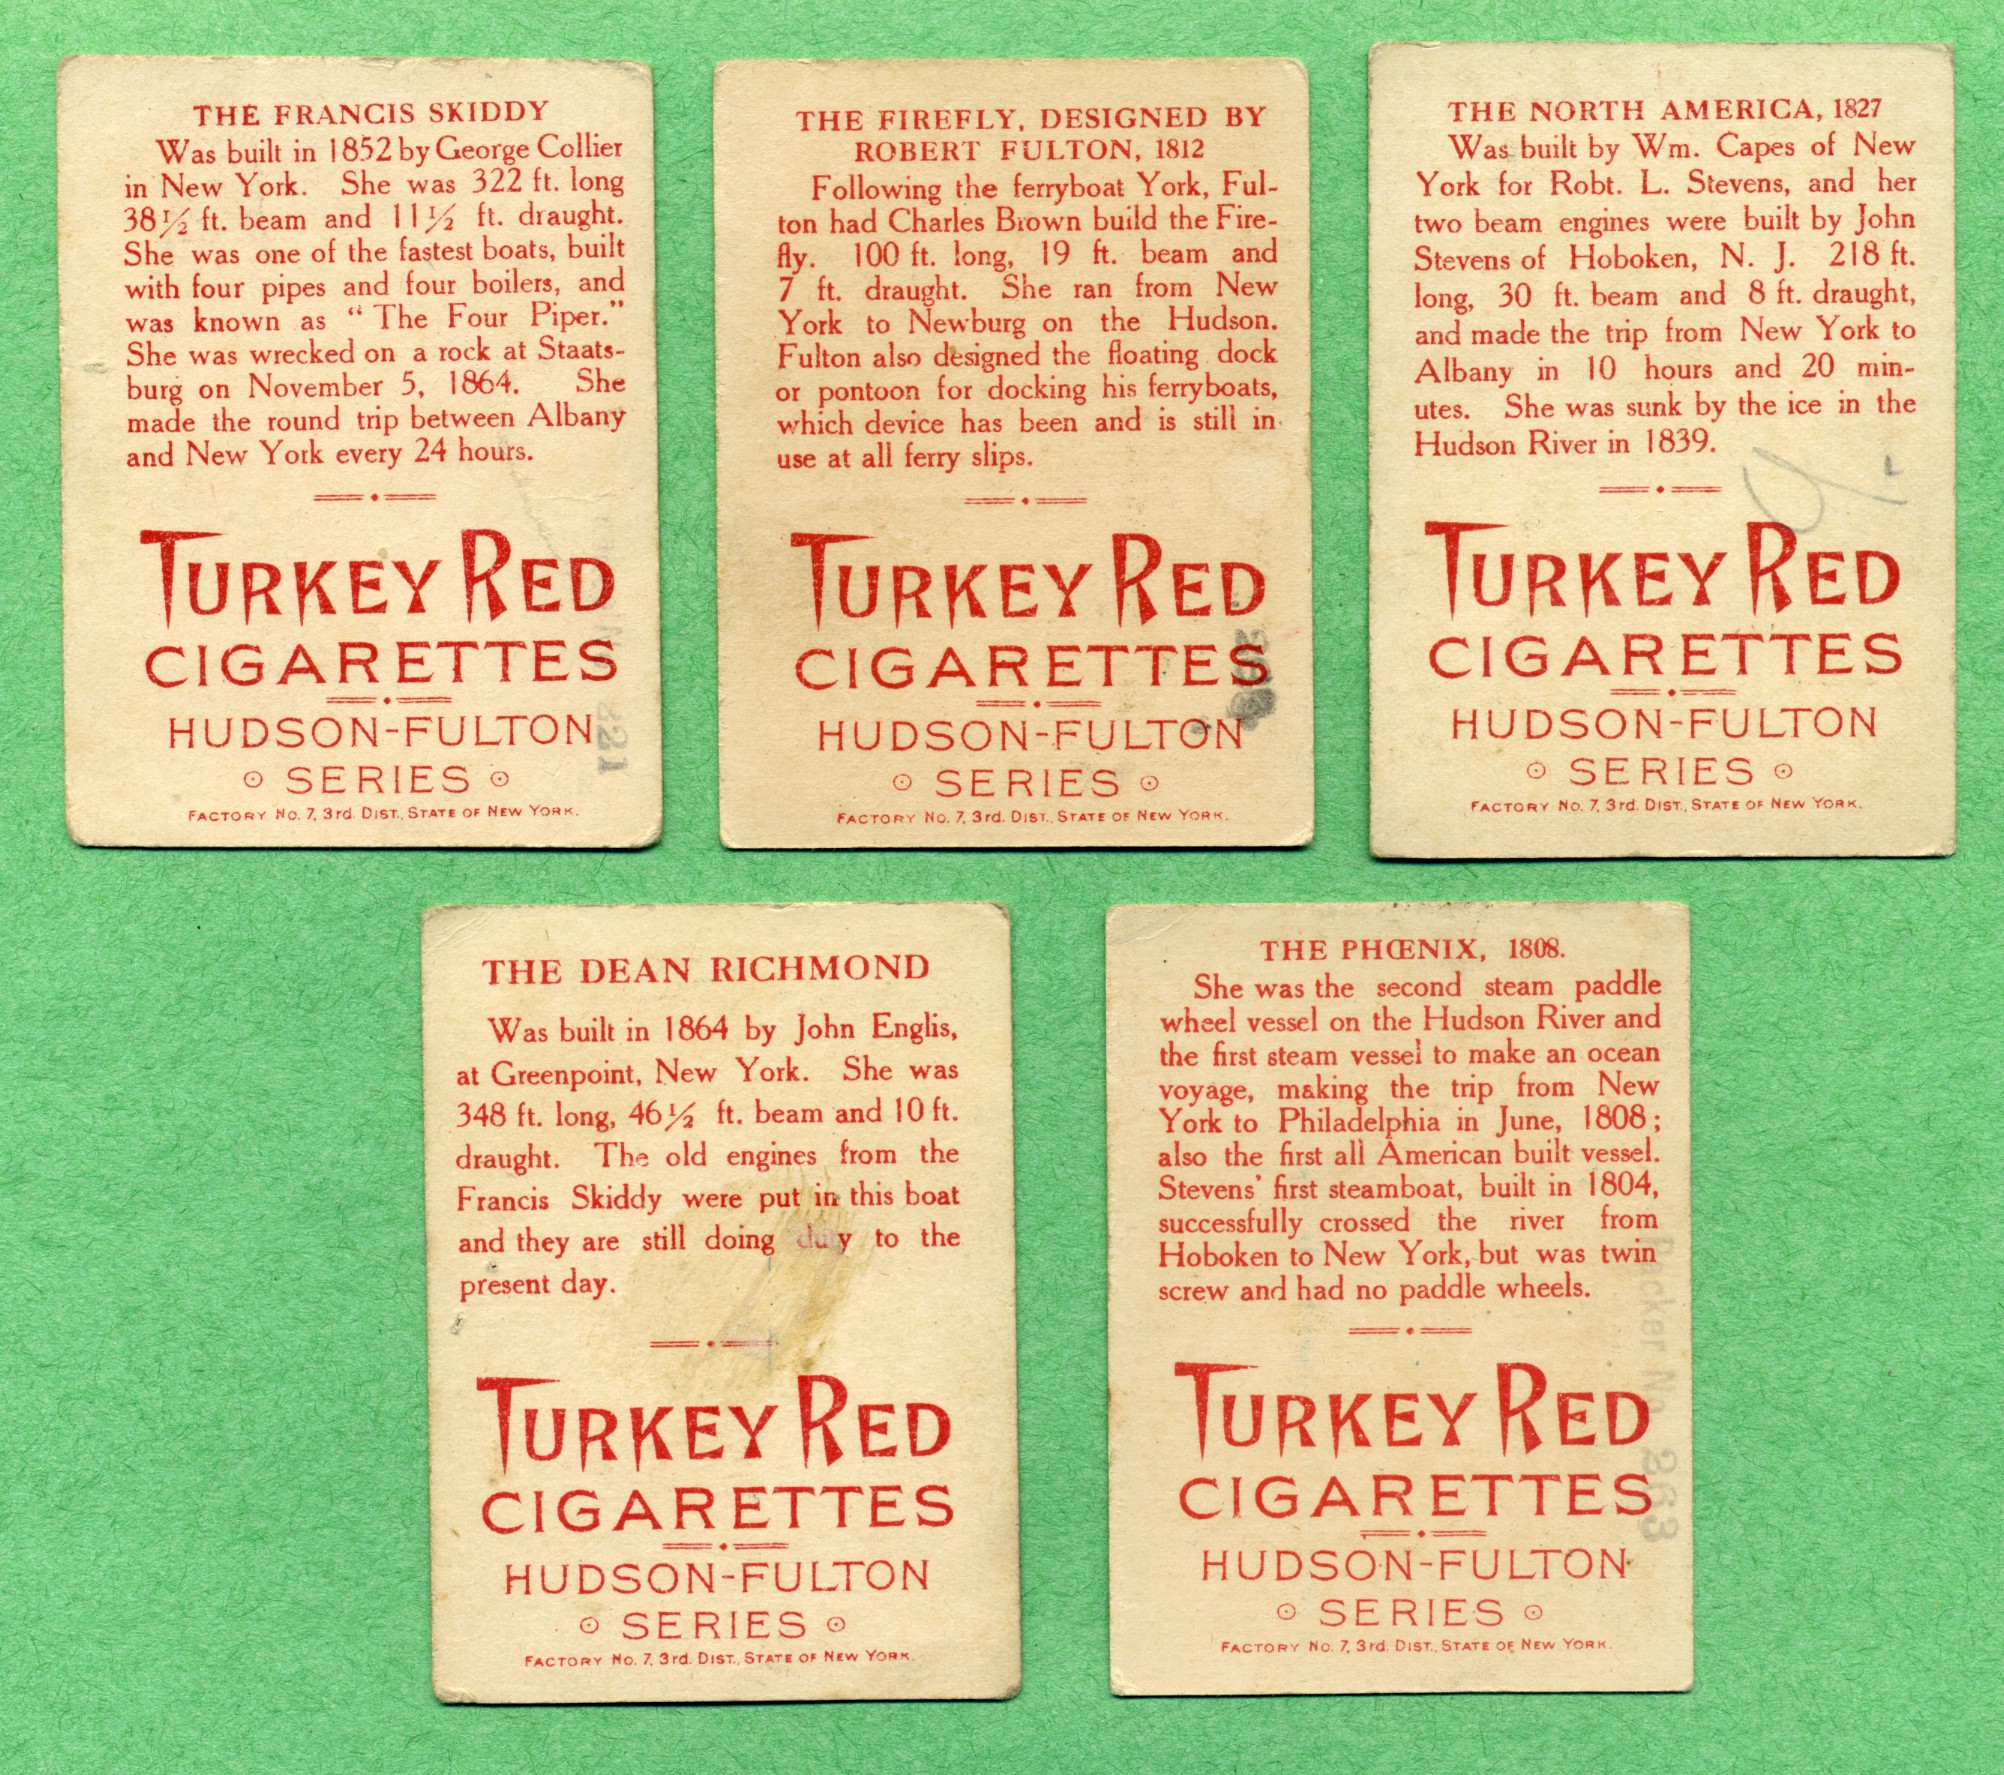 THE FRANCIS SKIDDY
Was built in 1852 by George Collier
in New York. She was 322 ft. long
38½ ft. beam and 11½ ft. draught.
She was one of the fastest boats, built
with four pipes and four boilers, and
was known as "The Four Piper."
She was wrecked on a rock at Staats-
burg on November 5, 1864. She
made the round trip between Albany
and New York every 24 hours.
TURKEY RED
CIGARETTES
HUDSON-FULTON
SERIES
FACTORY No. 7, 3rd. DIST., STATE OF NEW YORK.
THE FIREFLY, DESIGNED BY
ROBERT FULTON, 1812
Following the ferryboat York, Ful-
ton had Charles Brown build the Fire-
fly. 100 ft. long, 19 ft. beam and
7 ft. draught. She ran from New
York to Newburg on the Hudson.
Fulton also designed the floating dock
or pontoon for docking his ferryboats,
which device has been and is still in
use at all ferry slips.
TURKEY RED
CIGARETTES
HUDSON-FULTON
SERIES
FACTORY No. 7, 3rd. DIST., STATE OF NEW YORK.
THE NORTH AMERICA, 1827
Was built by Wm. Capes of New
York for Robt. L. Stevens, and her
two beam engines were built by John
Stevens of Hoboken, N. J. 218 ft.
long, 30 ft. beam and 8 ft. draught,
and made the trip from New York to
Albany in 10 hours and 20 min-
utes. She was sunk by the ice in the
Hudson River in 1839.
TURKEY RED
CIGARETTES
HUDSON-FULTON
SERIES
FACTORY No. 7, 3rd. DIST., STATE OF NEW YORK.
THE DEAN RICHMOND
Was built in 1864 by John Englis,
at Greenpoint, New York. She was
348 ft. long, 46½ ft. beam and 10 ft.
draught. The old engines from the
Francis Skiddy were put in this boat
and they are still doing duty to the
present day.
TURKEY RED
CIGARETTES
HUDSON-FULTON
SERIES
FACTORY No. 7, 3rd. DIST., STATE OF NEW YORK.
THE PHŒNIX, 1808.
She was the second steam paddle
wheel vessel on the Hudson River and
the first steam vessel to make an ocean
voyage, making the trip from New
York to Philadelphia in June, 1808;
also the first all American built vessel.
Stevens' first steamboat, built in 1804,
successfully crossed the river from
Hoboken to New York, but was twin
screw and had no paddle wheels.
Packer No. 363
TURKEY RED
CIGARETTES
HUDSON-FULTON
SERIES
FACTORY No. 7, 3rd. DIST., STATE OF NEW YORK.